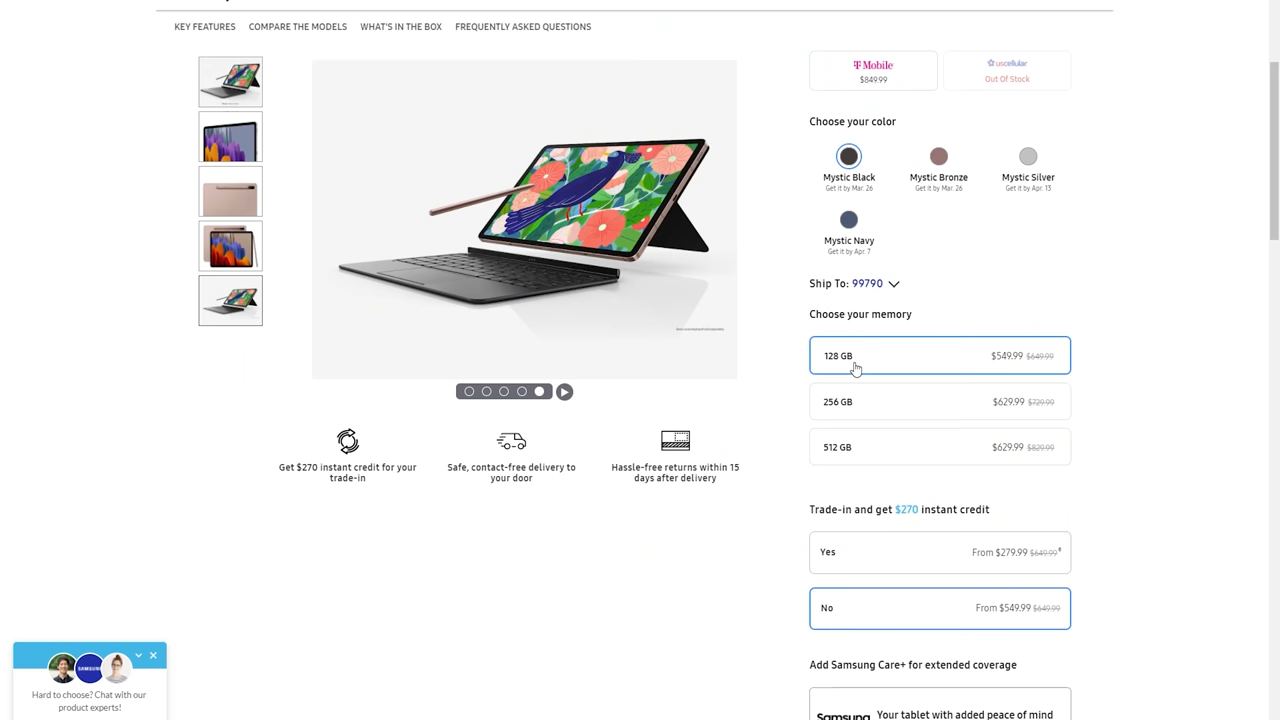 KEY FEATURES COMPARE THE MODELS WHAT'S IN THE BOX FREQUENTLY ASKED QUESTIONS
T Mobile
$849.99
uscellular
Out Of Stock
Choose your color
Mystic Black
Get it by Mar. 26
Mystic Bronze
Get it by Mar. 26
Mystic Silver
Get it by Apr. 13
Mystic Navy
Get it by Apr. 7
Ship To: 99790
Choose your memory
128 GB $549.99 $649.99
256 GB $629.99 $729.99
512 GB $629.99 $829.99
Get $270 instant credit for your
trade-in
Safe, contact-free delivery to
your door
Hassle-free returns within 15
days after delivery
Trade-in and get $270 instant credit
Yes From $279.99 $649.99
No From $549.99 $649.99
Add Samsung Care+ for extended coverage
Samsung
Your tablet with added peace of mind
SAMSUNG
Hard to choose? Chat with our
product experts!